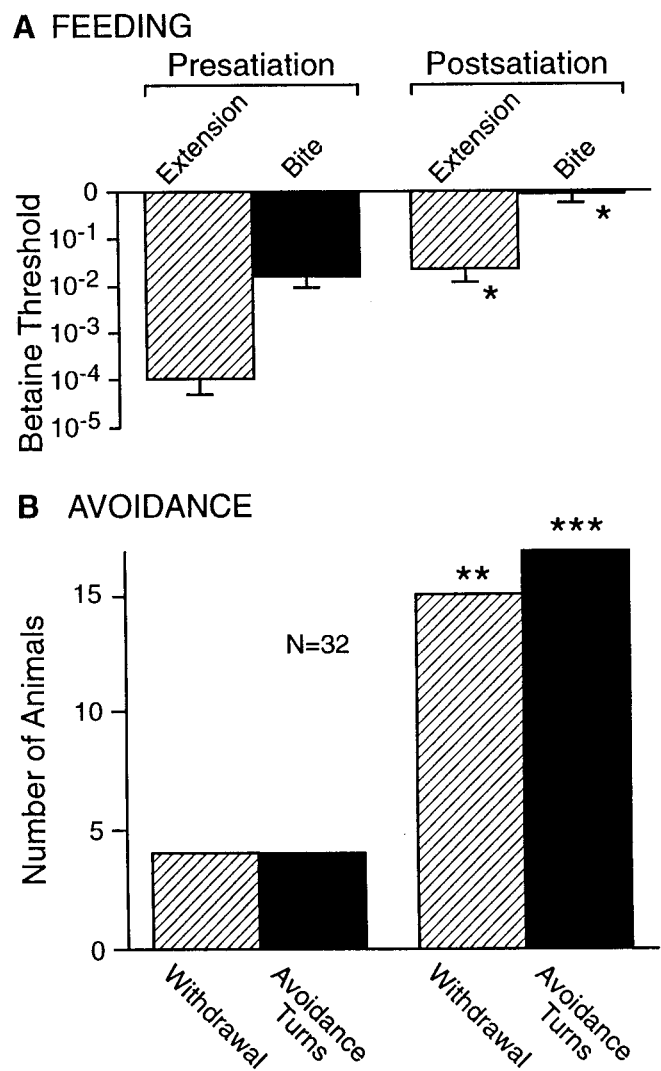 A FEEDING
Presatiation Postsatiation
Extension Bite Extension Bite
Betaine Threshold
0
10-1
10-2
10-3
10-4
10-5
*
*
B AVOIDANCE
***
**
Number of Animals
15
N=32
10
5
0
Withdrawal
Avoidance
Turns
Withdrawal
Avoidance
Turns